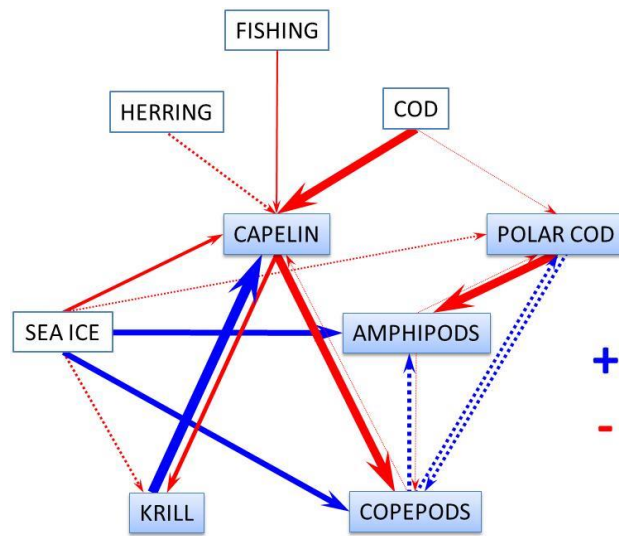 FISHING
HERRING
COD
CAPELIN
POLAR COD
SEA ICE
AMPHIPODS
+
-
KRILL
COPEPODS